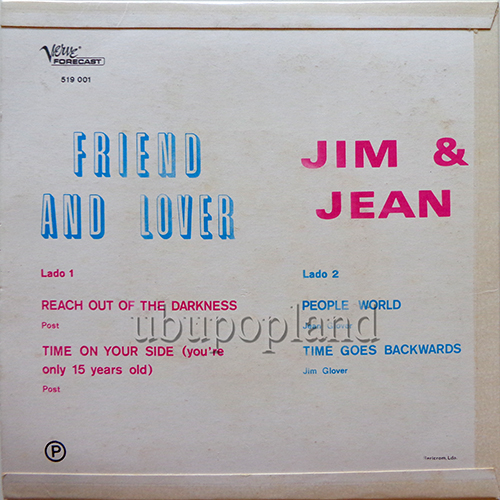 Verve
FORECAST
519 001
FRIEND
AND LOVER
JIM &
JEAN
Lado 1
REACH OUT OF THE DARKNESS
Post
TIME ON YOUR SIDE (you're
only 15 years old)
Post
Lado 2
PEOPLE WORLD
Jean Glover
TIME GOES BACKWARDS
Jim Glover
ubupopland
P